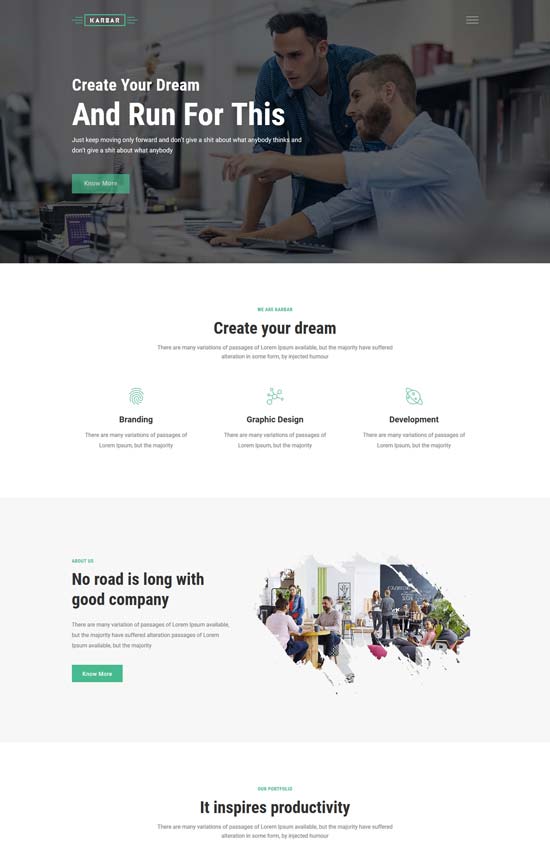 KARBAR
Create Your Dream
And Run For This
Just keep moving only forward and don't give a shit about what anybody thinks and
don't give a shit about what anybody
Know More
WE ARE KARBAR
Create your dream
There are many variations of passages of Lorem Ipsum available, but the majority have suffered
alteration in some form, by injected humour
Branding
Graphic Design
Development
There are many variations of passages of
Lorem Ipsum, but the majority
There are many variations of passages of
Lorem Ipsum, but the majority
There are many variations of passages of
Lorem Ipsum, but the majority
ABOUT US
No road is long with
good company
There are many variation of passages of Lorem Ipsum available,
but the majority have suffered alteration passages of Lorem
Ipsum available, but the majority
Know More
OUR PORTFOLIO
It inspires productivity
There are many variations of passages of Lorem Ipsum available, but the majority have suffered
alteration in some form, by injected humour